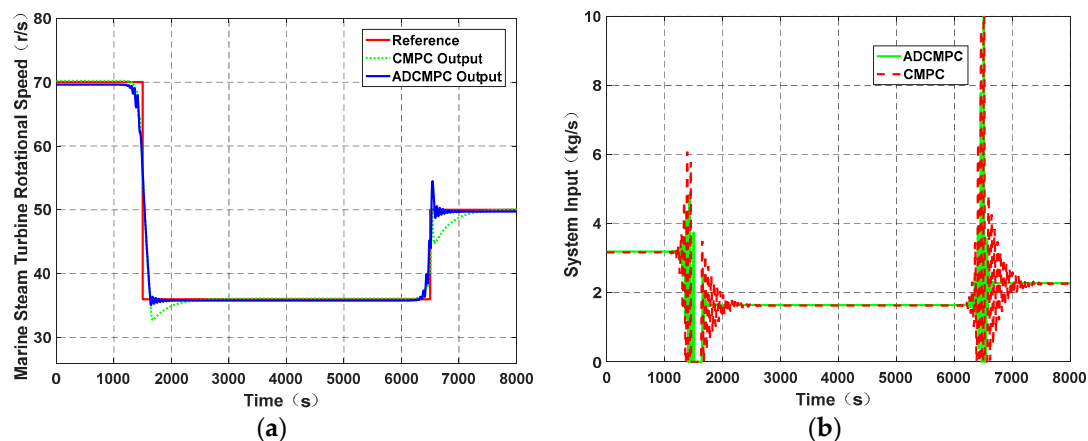 Marine Steam Turbine Rotational Speed (r/s)
80
70
60
50
40
30
Reference
CMPC Output
ADCMPC Output
0 1000 2000 3000 4000 5000 6000 7000 8000
Time (s)
(a)
System Input (kg/s)
10
8
6
4
2
0
ADCMPC
CMPC
0 1000 2000 3000 4000 5000 6000 7000 8000
Time (s)
(b)